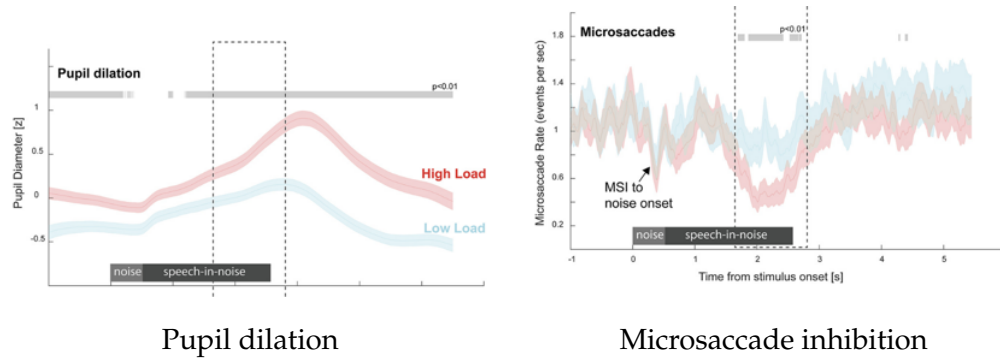 Pupil dilation
p<0.01
Pupil Diameter [z]
1
0.5
0
-0.5
High Load
Low Load
noise
speech-in-noise
Pupil dilation
Microsaccades
p<0.01
Microsaccade Rate (events per sec)
1.8
1.4
1
0.6
0.2
MSI to
noise onset
noise
speech-in-noise
-1 0 1 2 3 4 5
Time from stimulus onset [s]
Microsaccade inhibition